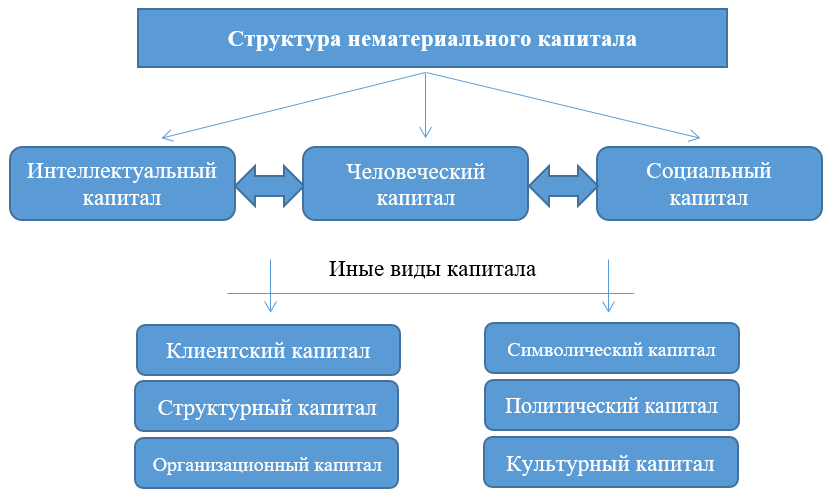 Структура нематериального капитала
Интеллектуальный
капитал
Человеческий
капитал
Социальный
капитал
Иные виды капитала
Клиентский капитал
Структурный капитал
Организационный капитал
Символический капитал
Политический капитал
Культурный капитал